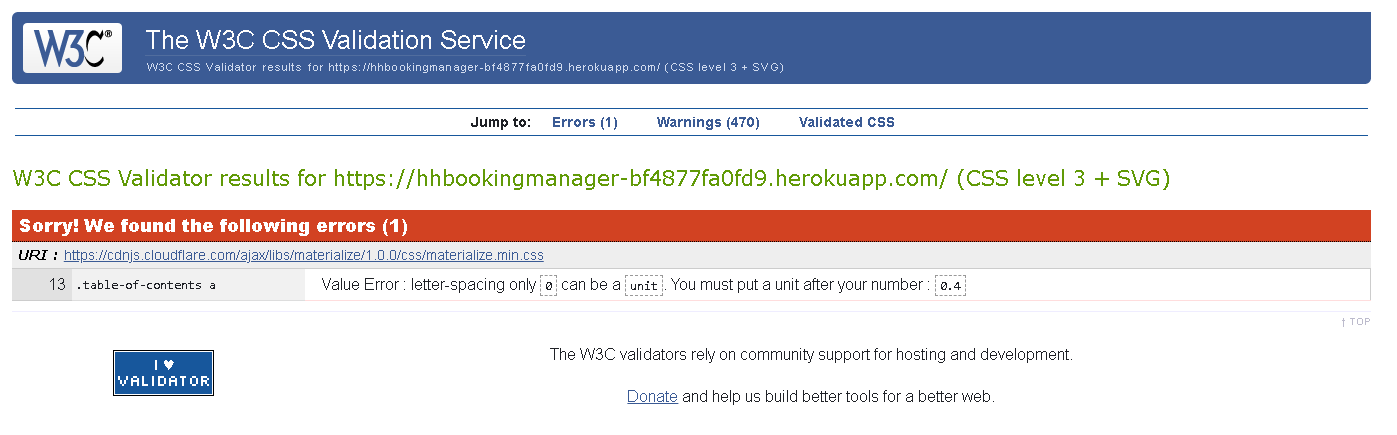 W3C®
The W3C CSS Validation Service
W3C CSS Validator results for https://hhbookingmanager-bf4877fa0fd9.herokuapp.com/ (CSS level 3 + SVG)
Jump to: Errors (1) Warnings (470) Validated CSS
W3C CSS Validator results for https://hhbookingmanager-bf4877fa0fd9.herokuapp.com/ (CSS level 3 + SVG)
Sorry! We found the following errors (1)
URI : https://cdnjs.cloudflare.com/ajax/libs/materialize/1.0.0/css/materialize.min.css
13 .table-of-contents a Value Error : letter-spacing only 0 can be a unit. You must put a unit after your number : 0.4
↑ TOP
I ♥
VALIDATOR
The W3C validators rely on community support for hosting and development.
Donate and help us build better tools for a better web.